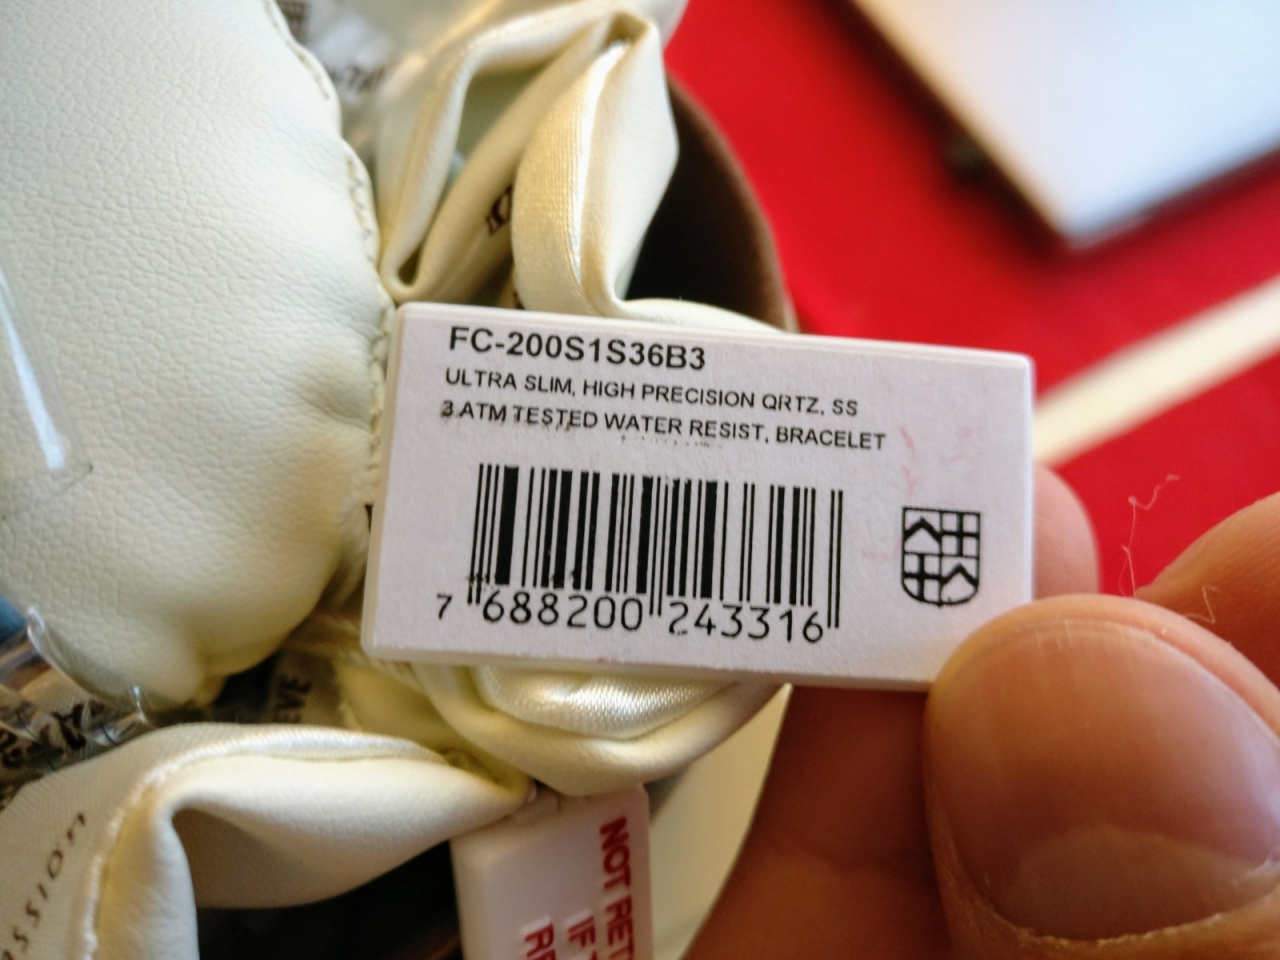 FC-200S1S36B3
ULTRA SLIM, HIGH PRECISION QRTZ, SS
3 ATM TESTED WATER RESIST, BRACELET
7 688200 243316
NOT RET
IF